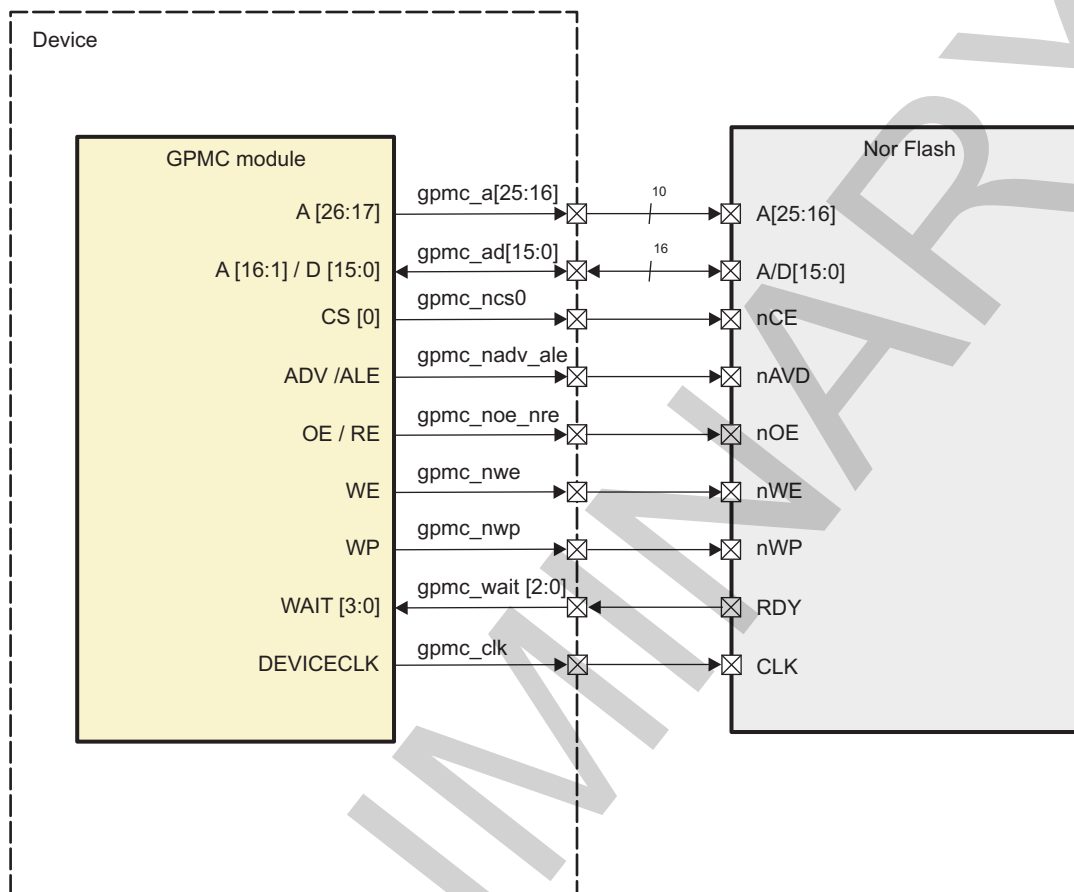 Device
GPMC module
Nor Flash
A [26:17]
gpmc_a[25:16]
10
A[25:16]
A [16:1] / D [15:0]
gpmc_ad[15:0]
16
A/D[15:0]
CS [0]
gpmc_ncs0
nCE
ADV /ALE
gpmc_nadv_ale
nAVD
OE / RE
gpmc_noe_nre
nOE
WE
gpmc_nwe
nWE
WP
gpmc_nwp
nWP
WAIT [3:0]
gpmc_wait [2:0]
RDY
DEVICECLK
gpmc_clk
CLK
IMINARY